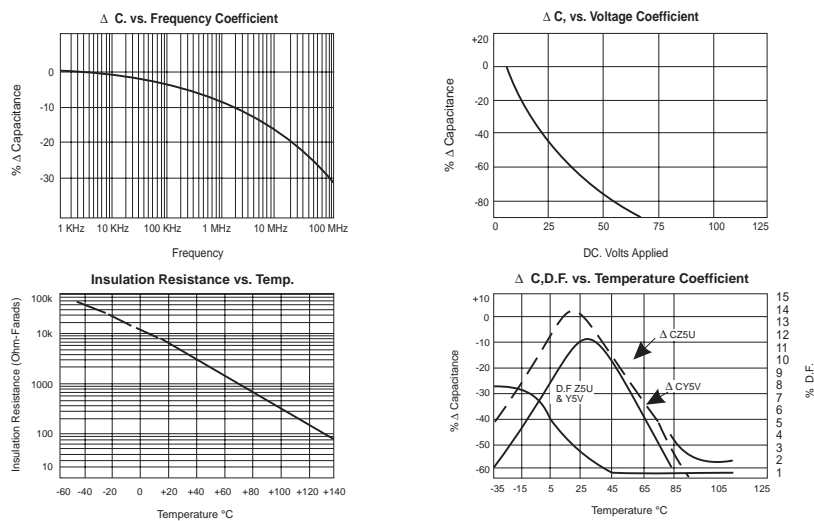 Δ C. vs. Frequency Coefficient
0
-10
-20
-30
% Δ Capacitance
1 KHz 10 KHz 100 KHz 1 MHz 10 MHz 100 MHz
Frequency
Δ C, vs. Voltage Coefficient
+20
0
-20
-40
-60
-80
% Δ Capacitance
0 25 50 75 100 125
DC. Volts Applied
Insulation Resistance vs. Temp.
100k
10k
1000
100
10
Insulation Resistance (Ohm-Farads)
-60 -40 -20 0 +20 +40 +60 +80 +100 +120 +140
Temperature °C
Δ C,D.F. vs. Temperature Coefficient
+10
0
-10
-20
-30
-40
-50
-60
% Δ Capacitance
15
14
13
12
11
10
9
8
7
6
5
4
3
2
1
% D.F.
Δ CZ5U
D.F Z5U
& Y5V
Δ CY5V
-35 -15 5 25 45 65 85 105 125
Temperature °C